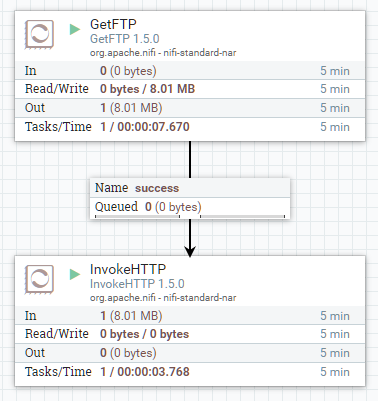 GetFTP
GetFTP 1.5.0
org.apache.nifi - nifi-standard-nar
In 0 (0 bytes) 5 min
Read/Write 0 bytes / 8.01 MB 5 min
Out 1 (8.01 MB) 5 min
Tasks/Time 1 / 00:00:07.670 5 min
Name success
Queued 0 (0 bytes)
InvokeHTTP
InvokeHTTP 1.5.0
org.apache.nifi - nifi-standard-nar
In 1 (8.01 MB) 5 min
Read/Write 0 bytes / 0 bytes 5 min
Out 0 (0 bytes) 5 min
Tasks/Time 1 / 00:00:03.768 5 min